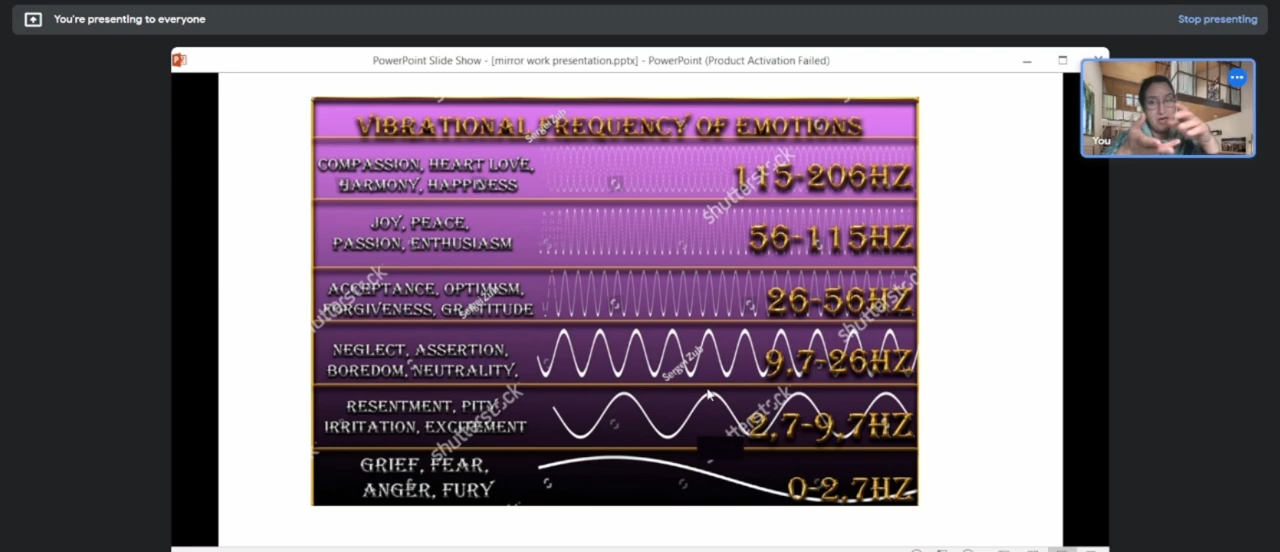 You're presenting to everyone
Stop presenting
PowerPoint Slide Show - [mirror work presentation.pptx] - PowerPoint (Product Activation Failed)
You
VIBRATIONAL FREQUENCY OF EMOTIONS
COMPASSION, HEART LOVE,
HARMONY, HAPPINESS
115-206HZ
JOY, PEACE,
PASSION, ENTHUSIASM
56-115HZ
ACCEPTANCE, OPTIMISM,
FORGIVENESS, GRATITUDE
26-56HZ
NEGLECT, ASSERTION,
BOREDOM, NEUTRALITY,
9,7-26HZ
RESENTMENT, PITY,
IRRITATION, EXCITEMENT
2,7-9,7HZ
GRIEF, FEAR,
ANGER, FURY
0-2,7HZ
shutterstock
Sergey Zub